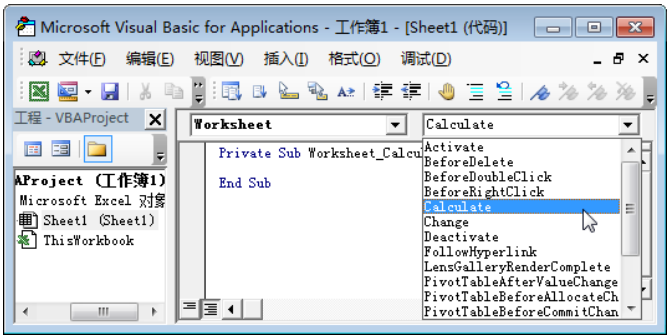 Microsoft Visual Basic for Applications - 工作簿1 - [Sheet1 (代码)]
文件(F) 编辑(E) 视图(V) 插入(I) 格式(O) 调试(D)
工程 - VBAProject
Worksheet
Calculate
AProject (工作簿1)
Microsoft Excel 对象
Sheet1 (Sheet1)
ThisWorkbook
Private Sub Worksheet_Calcu
End Sub
Activate
BeforeDelete
BeforeDoubleClick
BeforeRightClick
Calculate
Change
Deactivate
FollowHyperlink
LensGalleryRenderComplete
PivotTableAfterValueChange
PivotTableBeforeAllocateCh
PivotTableBeforeCommitChan